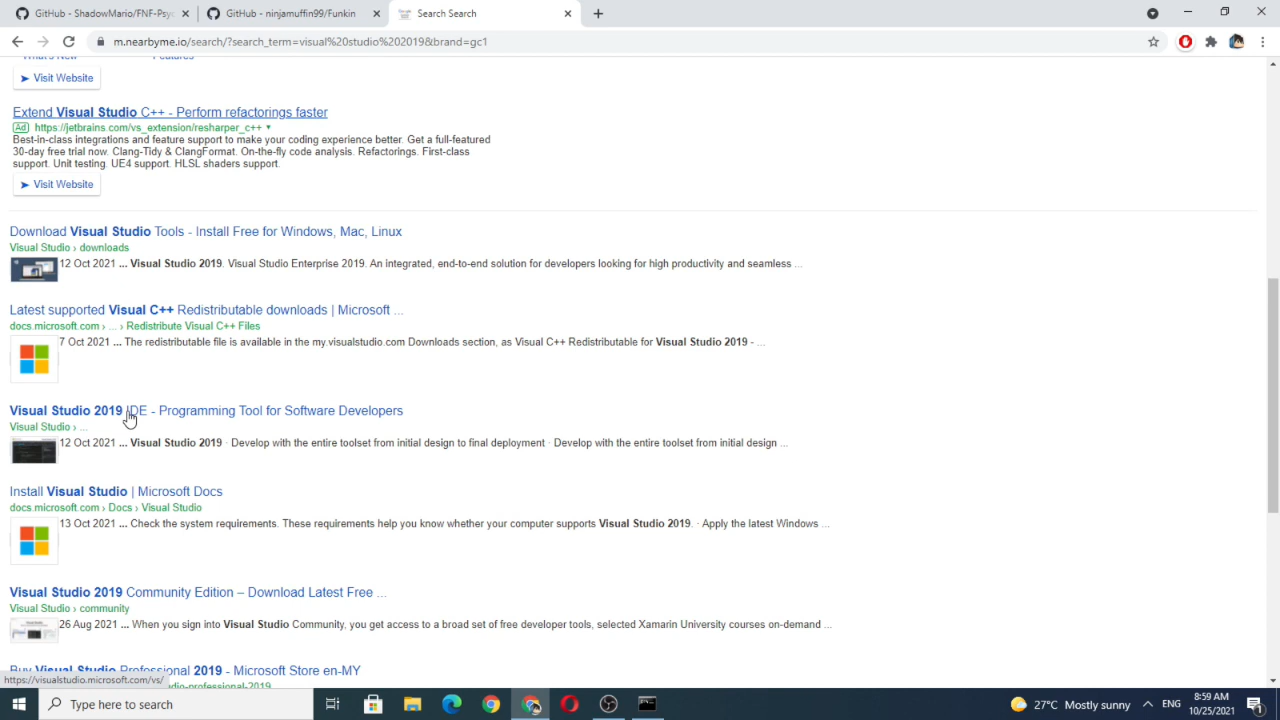 GitHub - ShadowMario/FNF-Psyc
GitHub - ninjamuffin99/Funkin
Search Search
m.nearbyme.io/search/?search_term=visual%20studio%202019&brand=gc1
What's New
Features
Visit Website
Extend Visual Studio C++ - Perform refactorings faster
Ad https://jetbrains.com/vs_extension/resharper_c++
Best-in-class integrations and feature support to make your coding experience better. Get a full-featured
30-day free trial now. Clang-Tidy & ClangFormat. On-the-fly code analysis. Refactorings. First-class
support. Unit testing. UE4 support. HLSL shaders support.
Visit Website
Download Visual Studio Tools - Install Free for Windows, Mac, Linux
Visual Studio › downloads
12 Oct 2021 ... Visual Studio 2019. Visual Studio Enterprise 2019. An integrated, end-to-end solution for developers looking for high productivity and seamless ...
Latest supported Visual C++ Redistributable downloads | Microsoft ...
docs.microsoft.com › ... › Redistribute Visual C++ Files
7 Oct 2021 ... The redistributable file is available in the my.visualstudio.com Downloads section, as Visual C++ Redistributable for Visual Studio 2019 - ...
Visual Studio 2019 IDE - Programming Tool for Software Developers
Visual Studio › ...
12 Oct 2021 ... Visual Studio 2019 · Develop with the entire toolset from initial design to final deployment · Develop with the entire toolset from initial design ...
Install Visual Studio | Microsoft Docs
docs.microsoft.com › Docs › Visual Studio
13 Oct 2021 ... Check the system requirements. These requirements help you know whether your computer supports Visual Studio 2019. · Apply the latest Windows ...
Visual Studio 2019 Community Edition – Download Latest Free ...
Visual Studio › community
26 Aug 2021 ... When you sign into Visual Studio Community, you get access to a broad set of free developer tools, selected Xamarin University courses on-demand ...
Buy Visual Studio Professional 2019 - Microsoft Store en-MY
https://visualstudio.microsoft.com/vs/
dio-professional-2019
Type here to search
27°C Mostly sunny
ENG
8:59 AM
10/25/2021
1